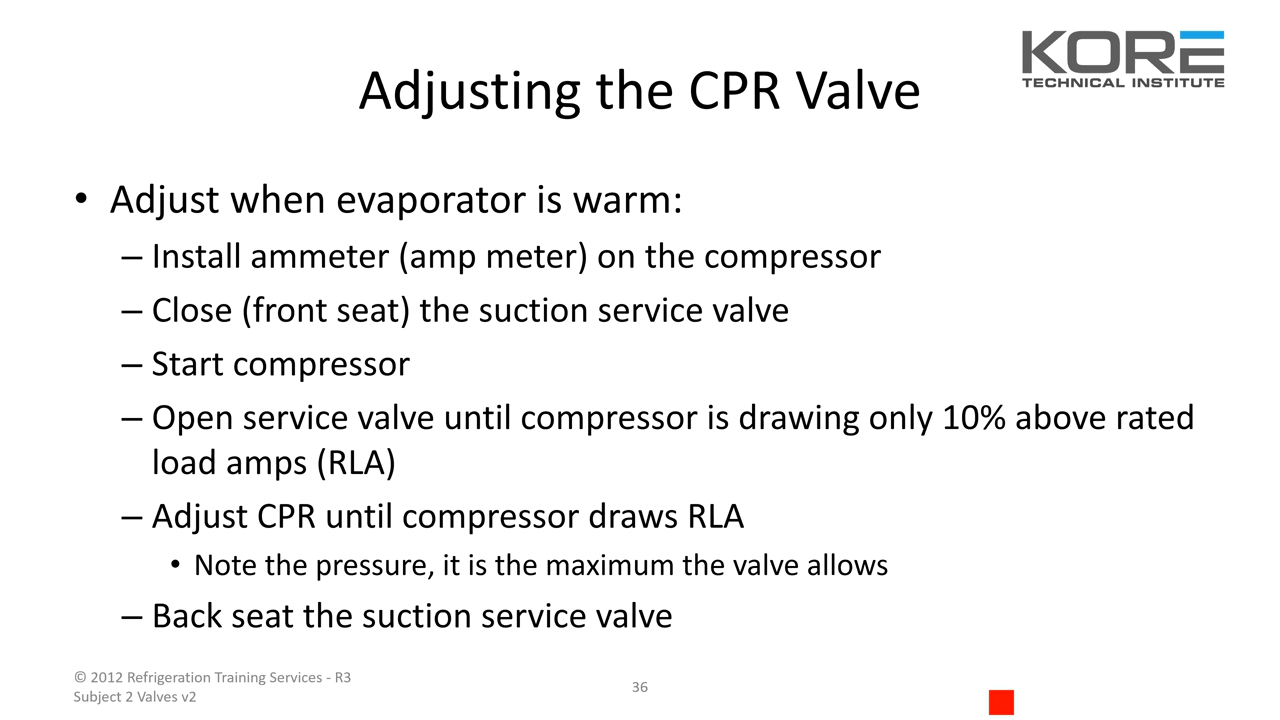 KORE
TECHNICAL INSTITUTE
Adjusting the CPR Valve
• Adjust when evaporator is warm:
– Install ammeter (amp meter) on the compressor
– Close (front seat) the suction service valve
– Start compressor
– Open service valve until compressor is drawing only 10% above rated
load amps (RLA)
– Adjust CPR until compressor draws RLA
• Note the pressure, it is the maximum the valve allows
– Back seat the suction service valve
© 2012 Refrigeration Training Services - R3
Subject 2 Valves v2
36